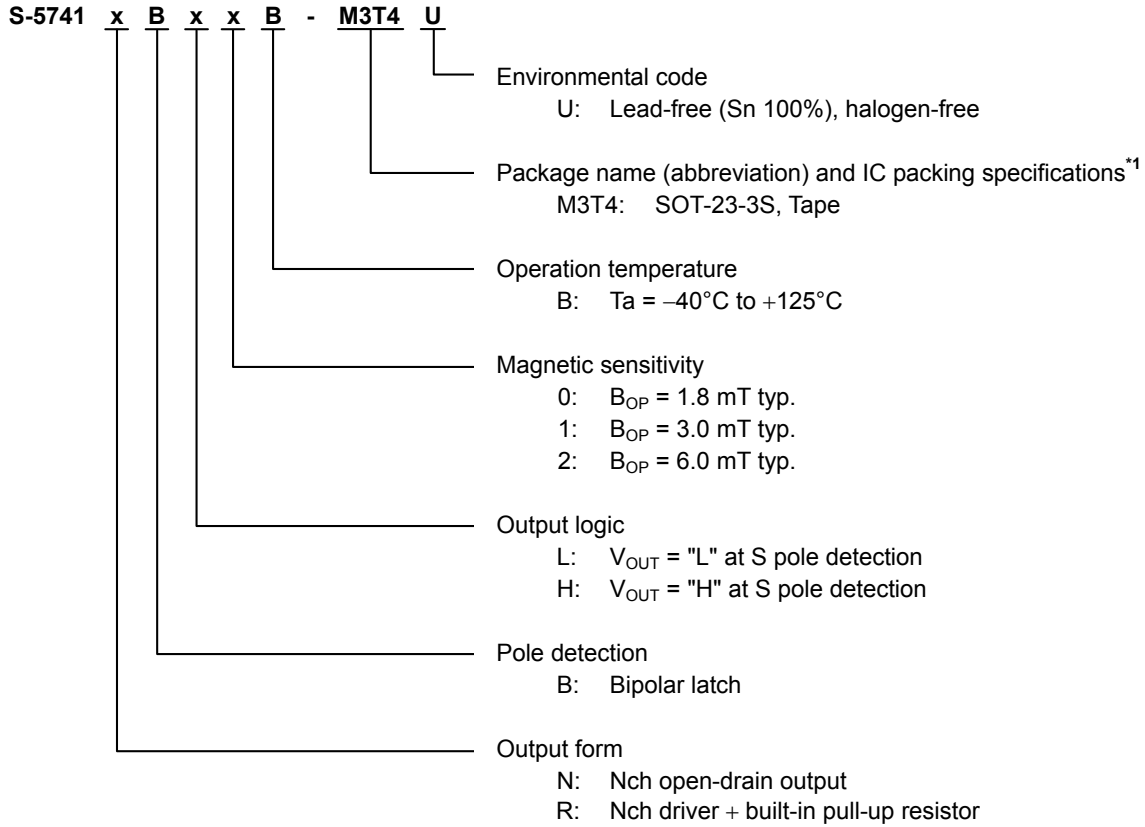 S-5741 x B x x B - M3T4 U
Environmental code
U: Lead-free (Sn 100%), halogen-free
Package name (abbreviation) and IC packing specifications*1
M3T4: SOT-23-3S, Tape
Operation temperature
B: Ta = −40°C to +125°C
Magnetic sensitivity
0: BOP = 1.8 mT typ.
1: BOP = 3.0 mT typ.
2: BOP = 6.0 mT typ.
Output logic
L: VOUT = "L" at S pole detection
H: VOUT = "H" at S pole detection
Pole detection
B: Bipolar latch
Output form
N: Nch open-drain output
R: Nch driver + built-in pull-up resistor